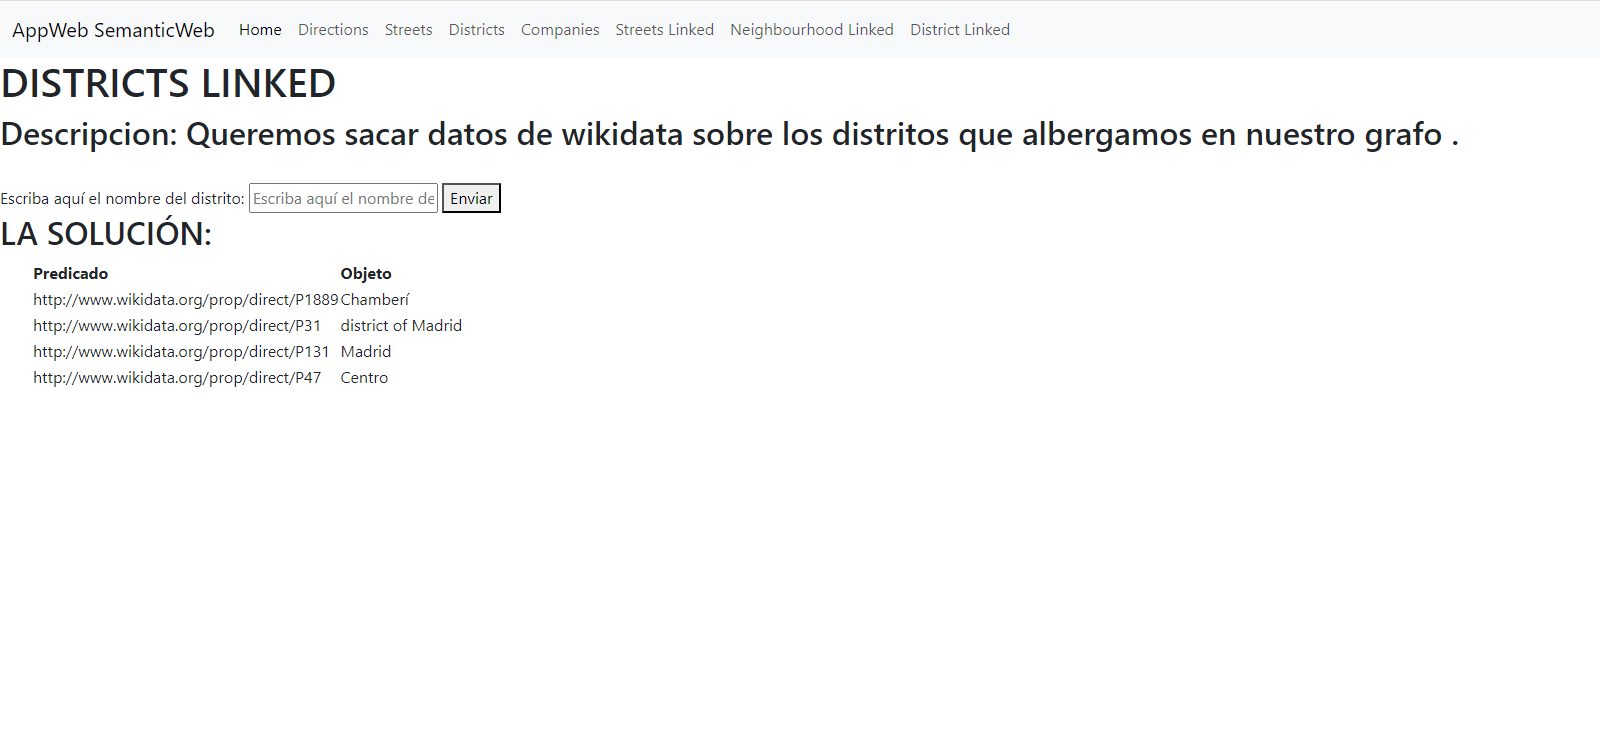 AppWeb SemanticWeb Home Directions Streets Districts Companies Streets Linked Neighbourhood Linked District Linked
DISTRICTS LINKED
Descripcion: Queremos sacar datos de wikidata sobre los distritos que albergamos en nuestro grafo .
Escriba aquí el nombre del distrito: Escriba aquí el nombre de Enviar
LA SOLUCIÓN:
Predicado Objeto
http://www.wikidata.org/prop/direct/P1889 Chamberí
http://www.wikidata.org/prop/direct/P31 district of Madrid
http://www.wikidata.org/prop/direct/P131 Madrid
http://www.wikidata.org/prop/direct/P47 Centro